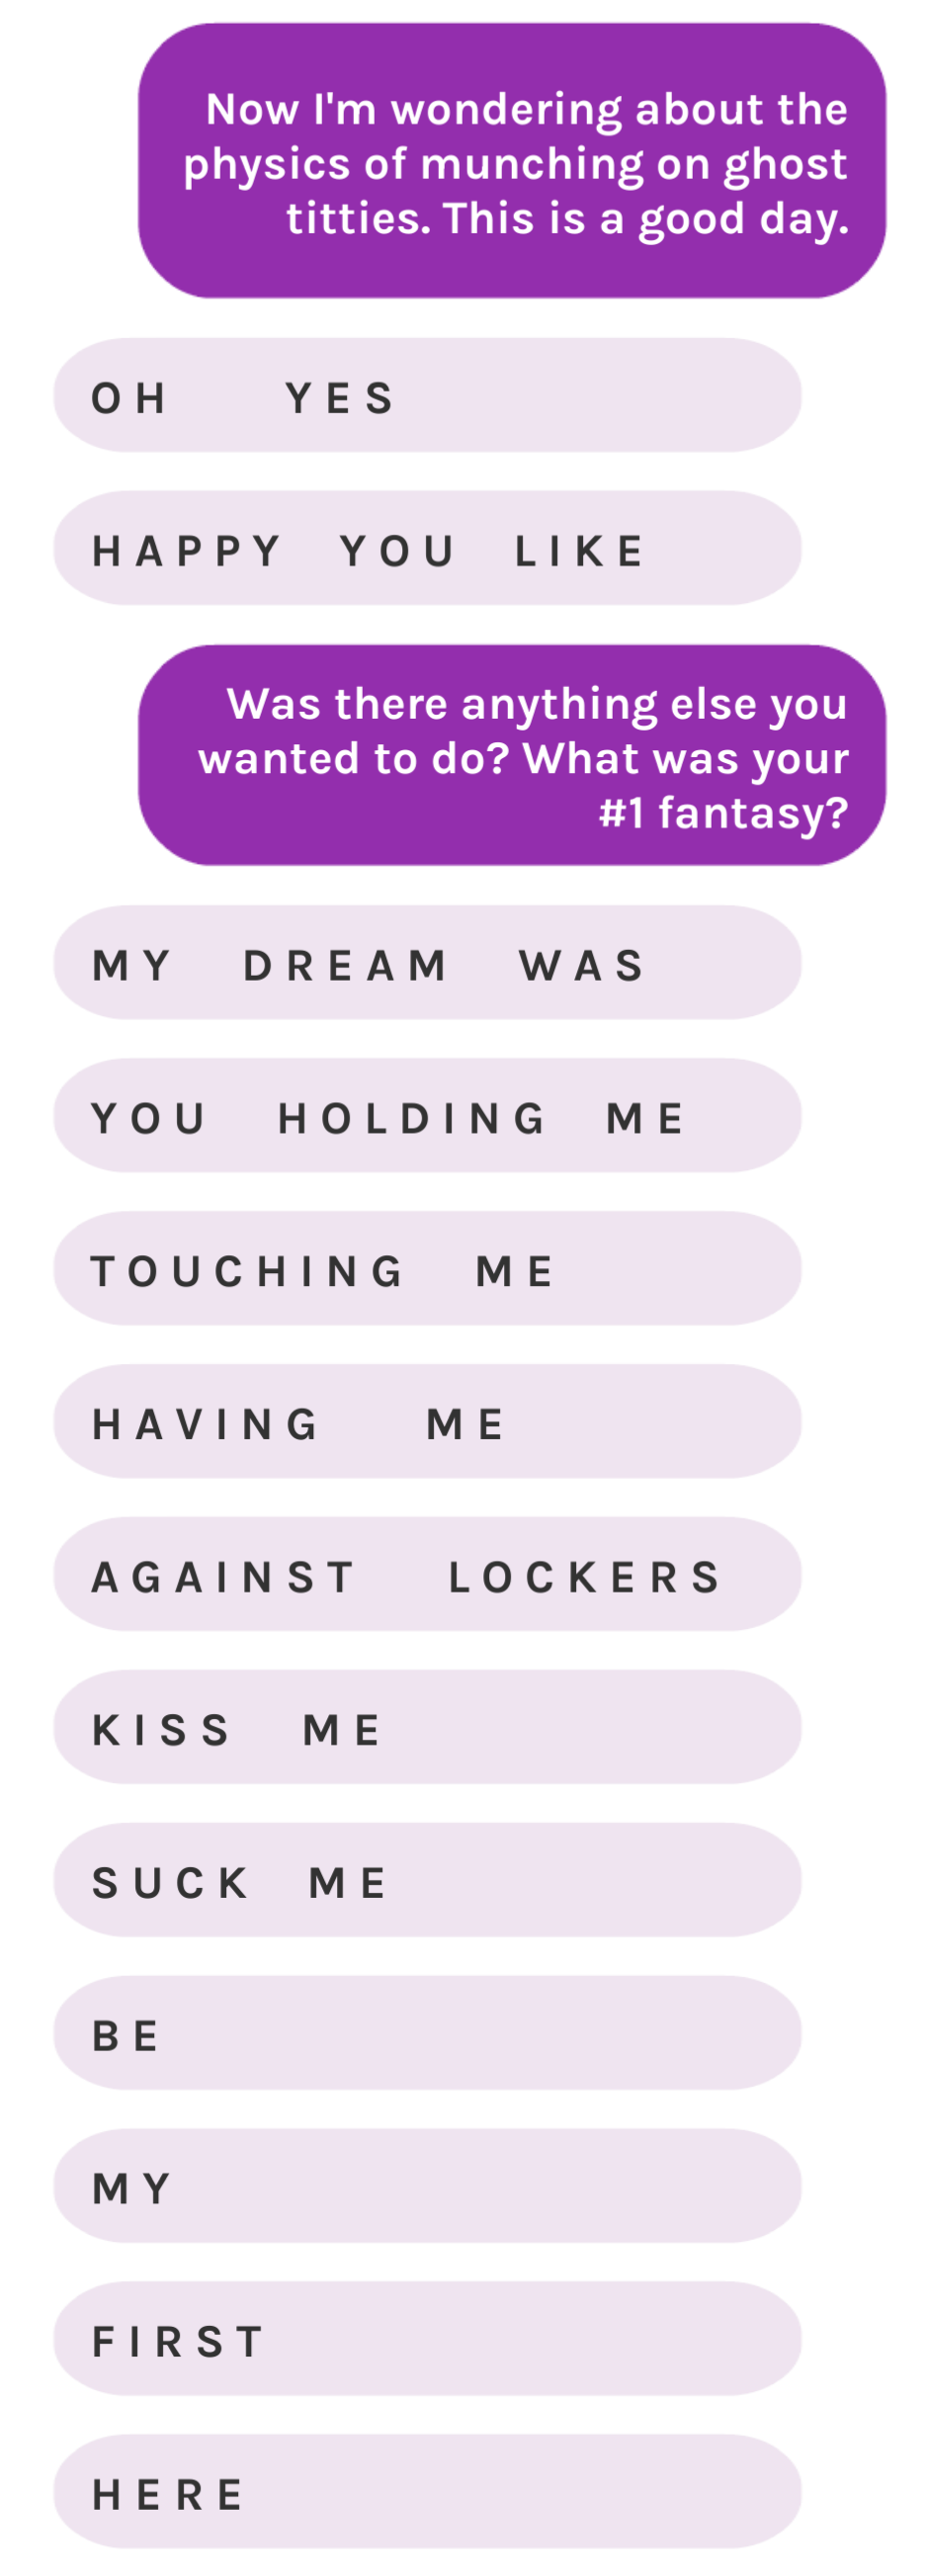 Now I'm wondering about the
physics of munching on ghost
titties. This is a good day.
OH YES
HAPPY YOU LIKE
Was there anything else you
wanted to do? What was your
#1 fantasy?
MY DREAM WAS
YOU HOLDING ME
TOUCHING ME
HAVING ME
AGAINST LOCKERS
KISS ME
SUCK ME
BE
MY
FIRST
HERE